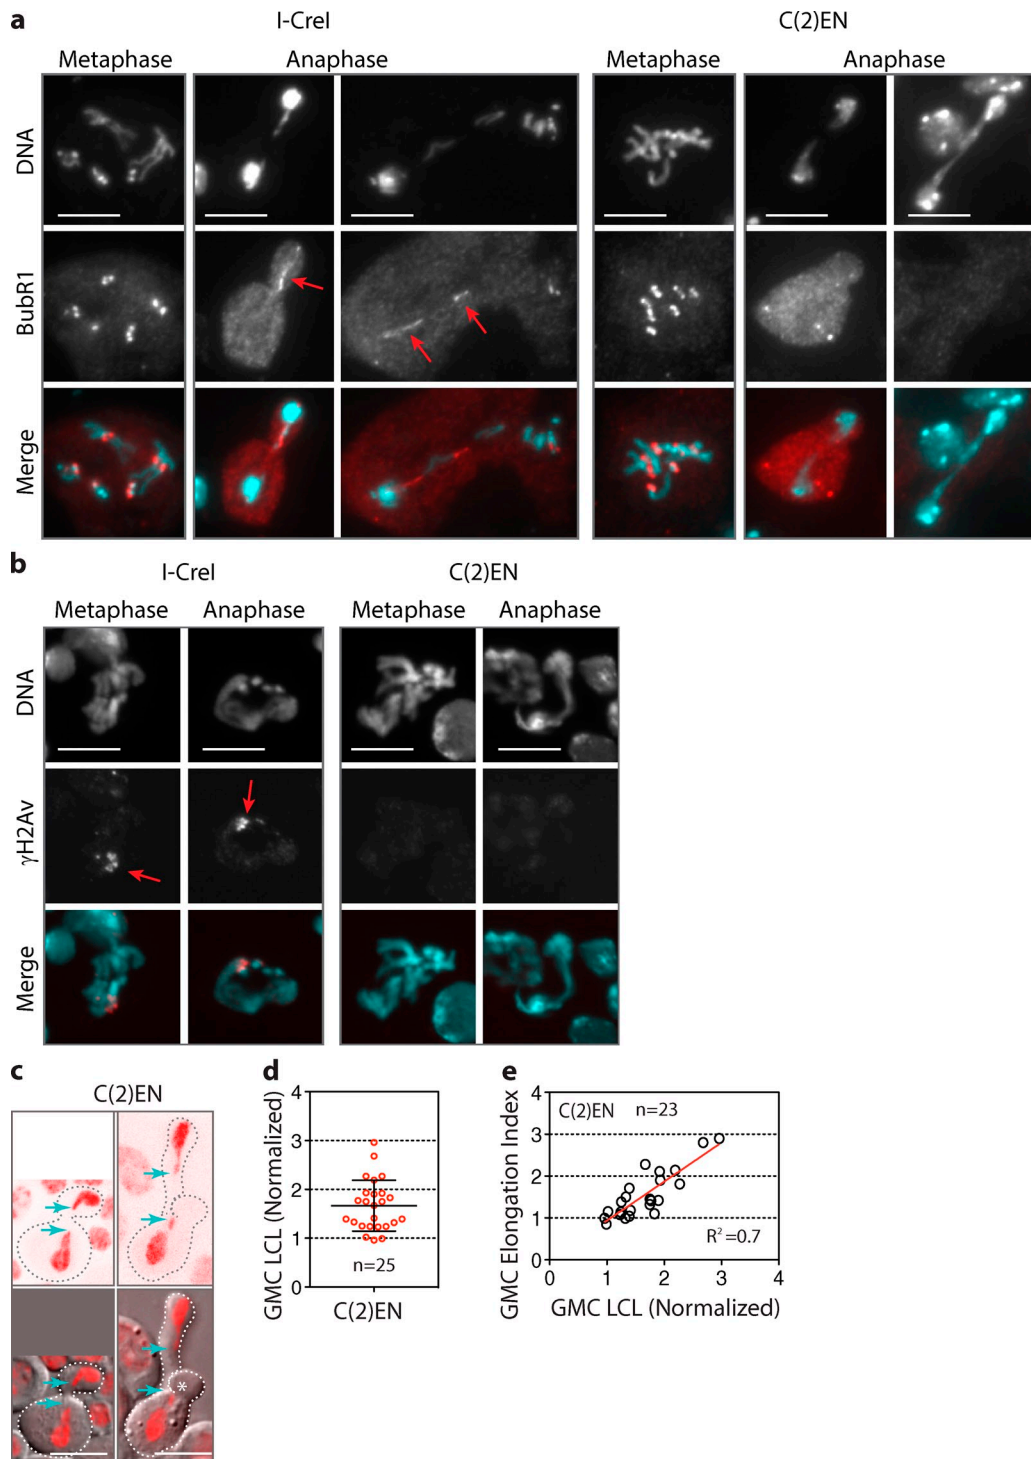 a
I-CreI
C(2)EN
Metaphase
Anaphase
Metaphase
Anaphase
DNA
BubR1
Merge
b
I-CreI
C(2)EN
Metaphase
Anaphase
Metaphase
Anaphase
DNA
γH2Av
Merge
c
C(2)EN
*
d
GMC LCL (Normalized)
4
3
2
1
0
n=25
C(2)EN
e
GMC Elongation Index
4
3
2
1
0
C(2)EN n=23
R²=0.7
0 1 2 3 4
GMC LCL (Normalized)